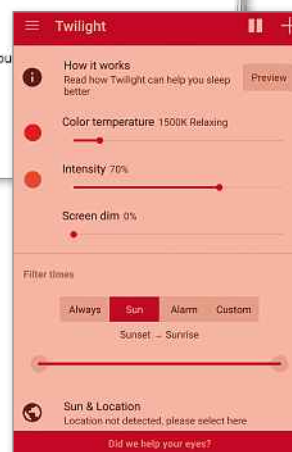 ou
Twilight
How it works
Read how Twilight can help you sleep
better
Preview
Color temperature 1500K Relaxing
Intensity 70%
Screen dim 0%
Filter times
Always Sun Alarm Custom
Sunset – Sunrise
Sun & Location
Location not detected, please select here
Did we help your eyes?